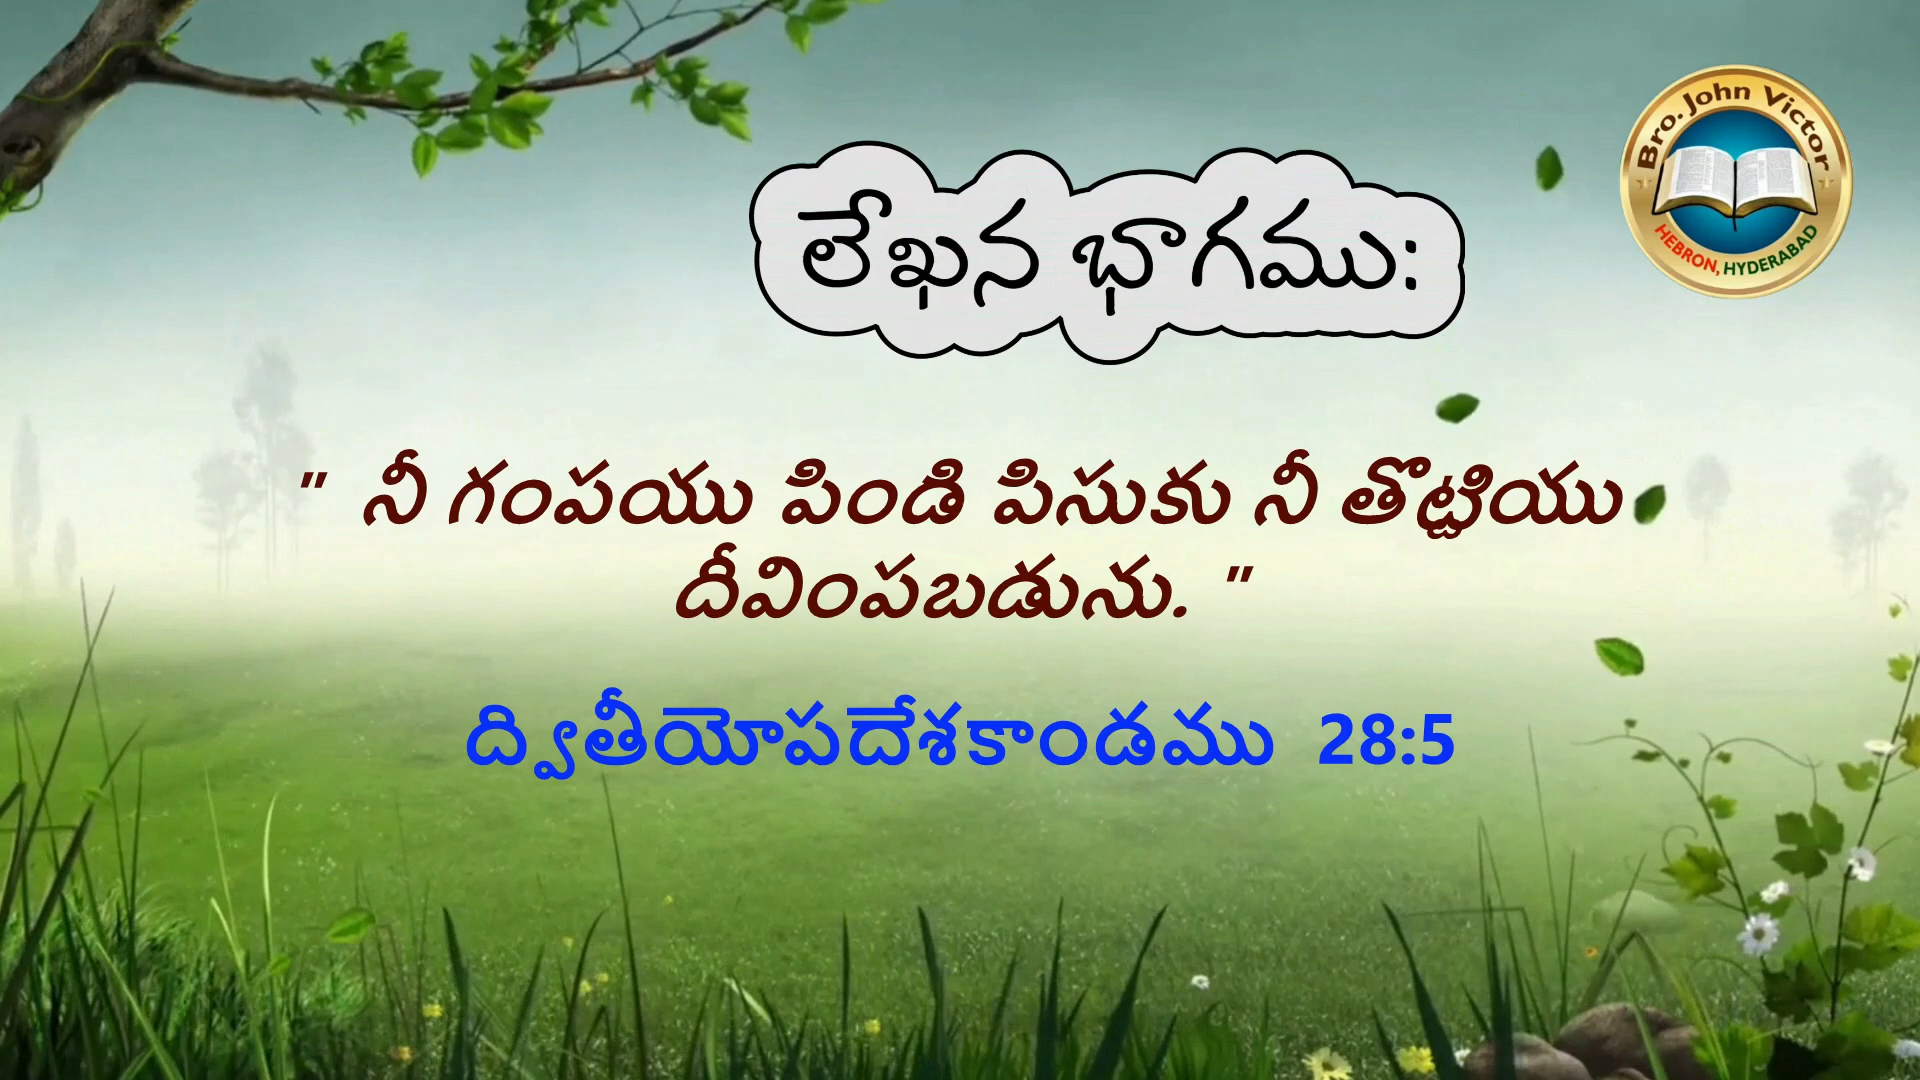 Bro. John Victor
HEBRON, HYDERABAD
లేఖన భాగము:
" నీ గంపయు పిండి పిసుకు నీ తొట్టియు
దీవింపబడును. "
ద్వితీయోపదేశకాండము 28:5